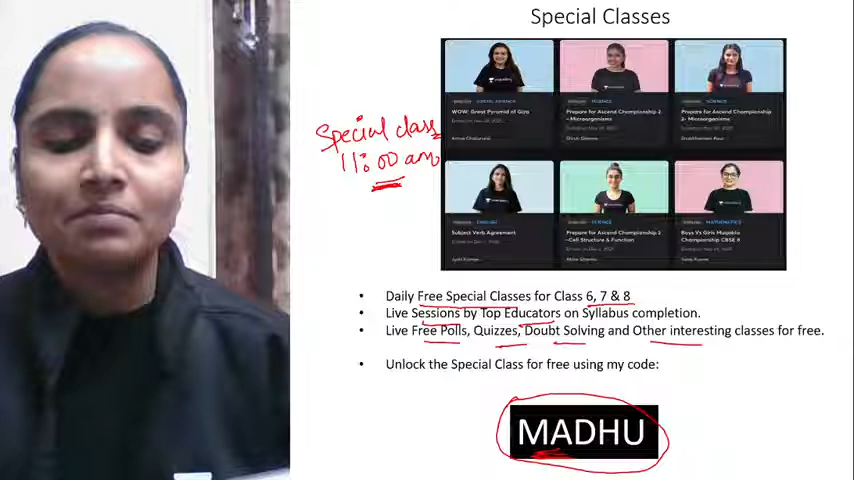 Special Classes
Special class
11:00 am
WOW: Great Pyramid of Giza
Prepare for Ascend Championship 2
- Microorganisms
Prepare for Ascend Championship
2- Microorganisms
ENGLISH
SCIENCE
MATHEMATICS
Subject Verb Agreement
Prepare for Ascend Championship 2
-Cell Structure & Function
Boys Vs Girls Muqabla
Championship CBSE 8
• Daily Free Special Classes for Class 6, 7 & 8
• Live Sessions by Top Educators on Syllabus completion.
• Live Free Polls, Quizzes, Doubt Solving and Other interesting classes for free.
• Unlock the Special Class for free using my code:
MADHU